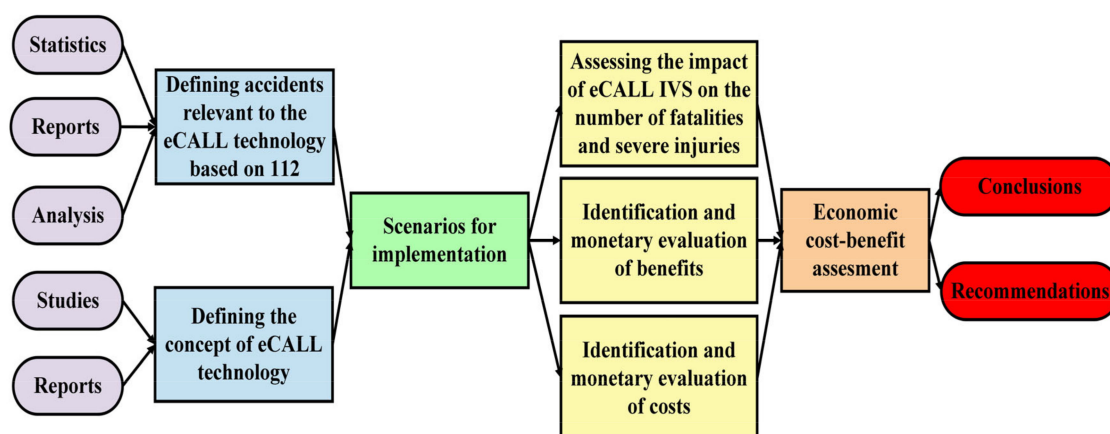 Statistics
Reports
Analysis
Studies
Reports
Defining accidents
relevant to the
eCALL technology
based on 112
Defining the
concept of eCALL
technology
Scenarios for
implementation
Assessing the impact
of eCALL IVS on the
number of fatalities
and severe injuries
Identification and
monetary evaluation
of benefits
Identification and
monetary evaluation
of costs
Economic
cost-benefit
assesment
Conclusions
Recommendations